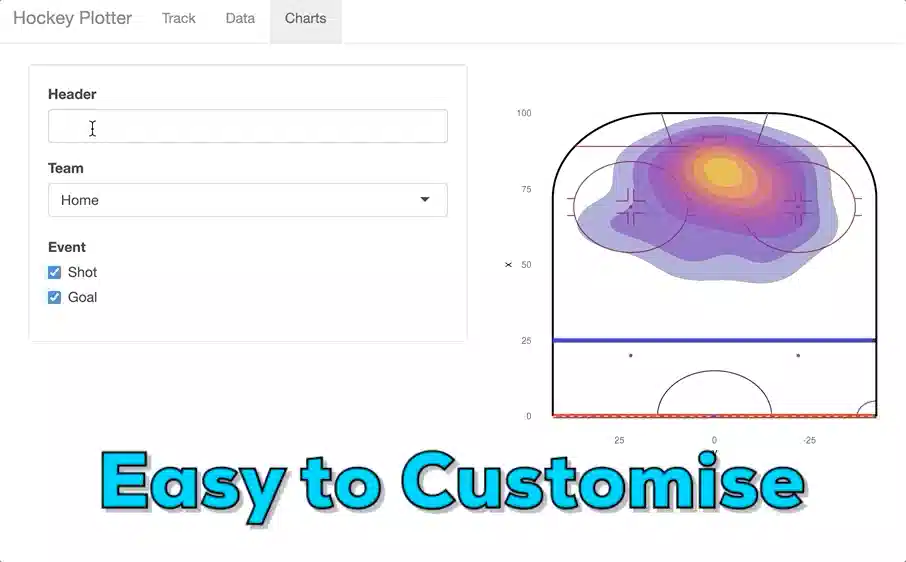 Hockey Plotter Track Data Charts
Header
Team
Home
Event
Shot
Goal
100
75
50
25
0
x
25 0 -25
Easy to Customise